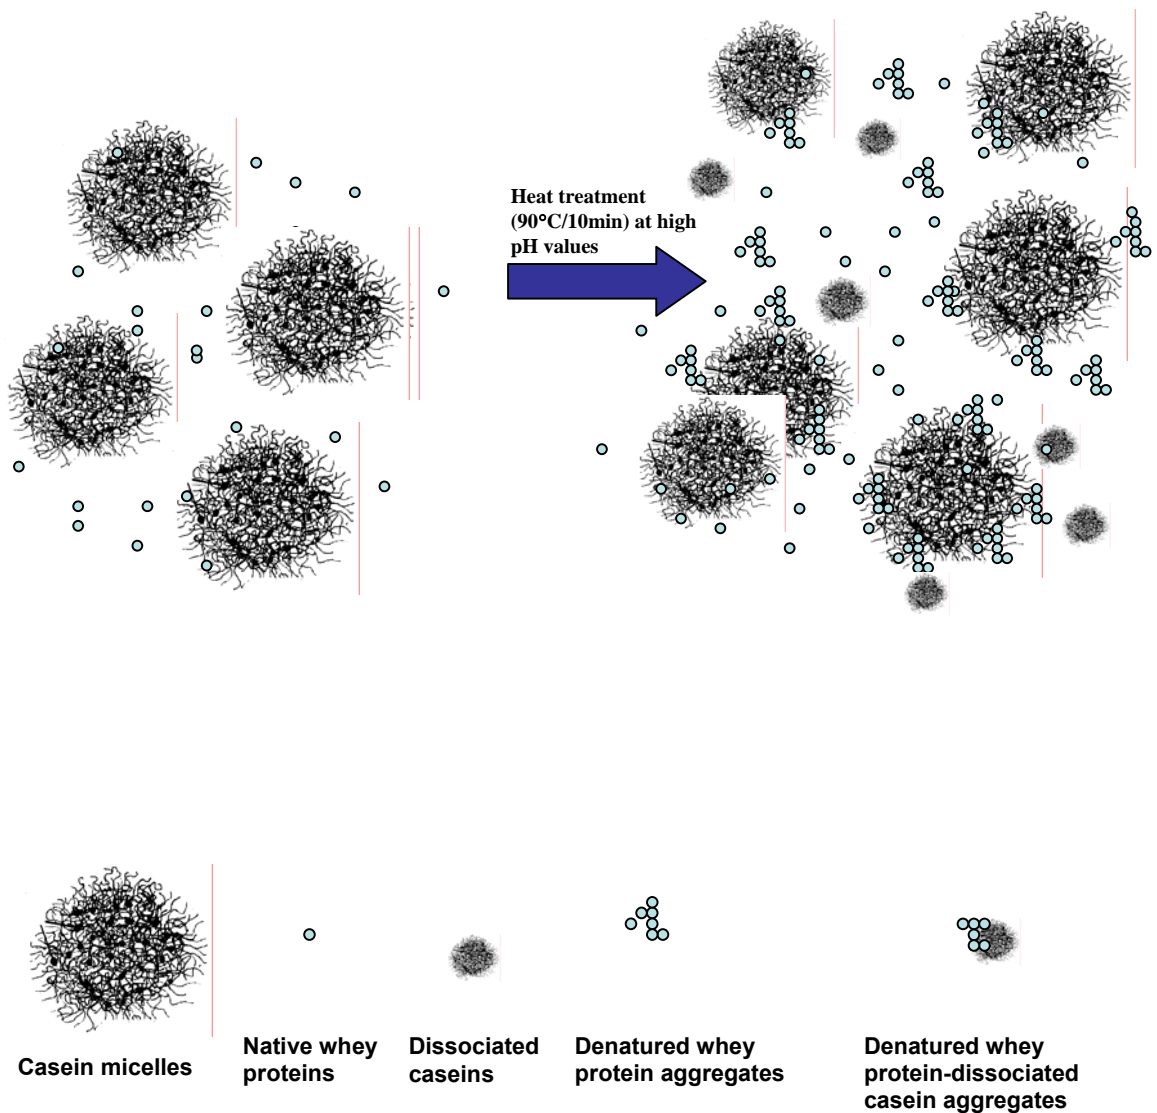 Heat treatment
(90°C/10min) at high
pH values
Casein micelles
Native whey
proteins
Dissociated
caseins
Denatured whey
protein aggregates
Denatured whey
protein-dissociated
casein aggregates